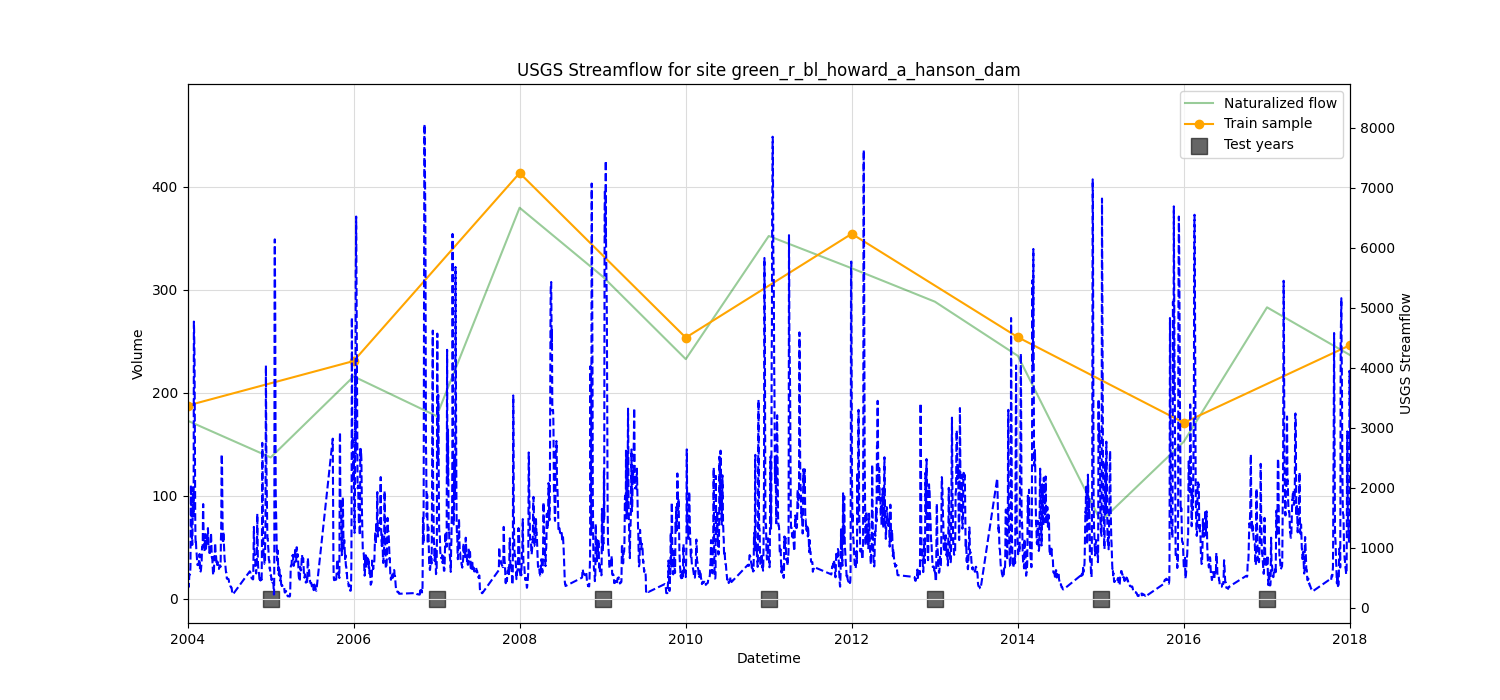 USGS Streamflow for site green_r_bl_howard_a_hanson_dam
Naturalized flow
Train sample
Test years
Volume
400
300
200
100
0
8000
7000
6000
5000
4000
3000
2000
1000
0
USGS Streamflow
2004 2006 2008 2010 2012 2014 2016 2018
Datetime